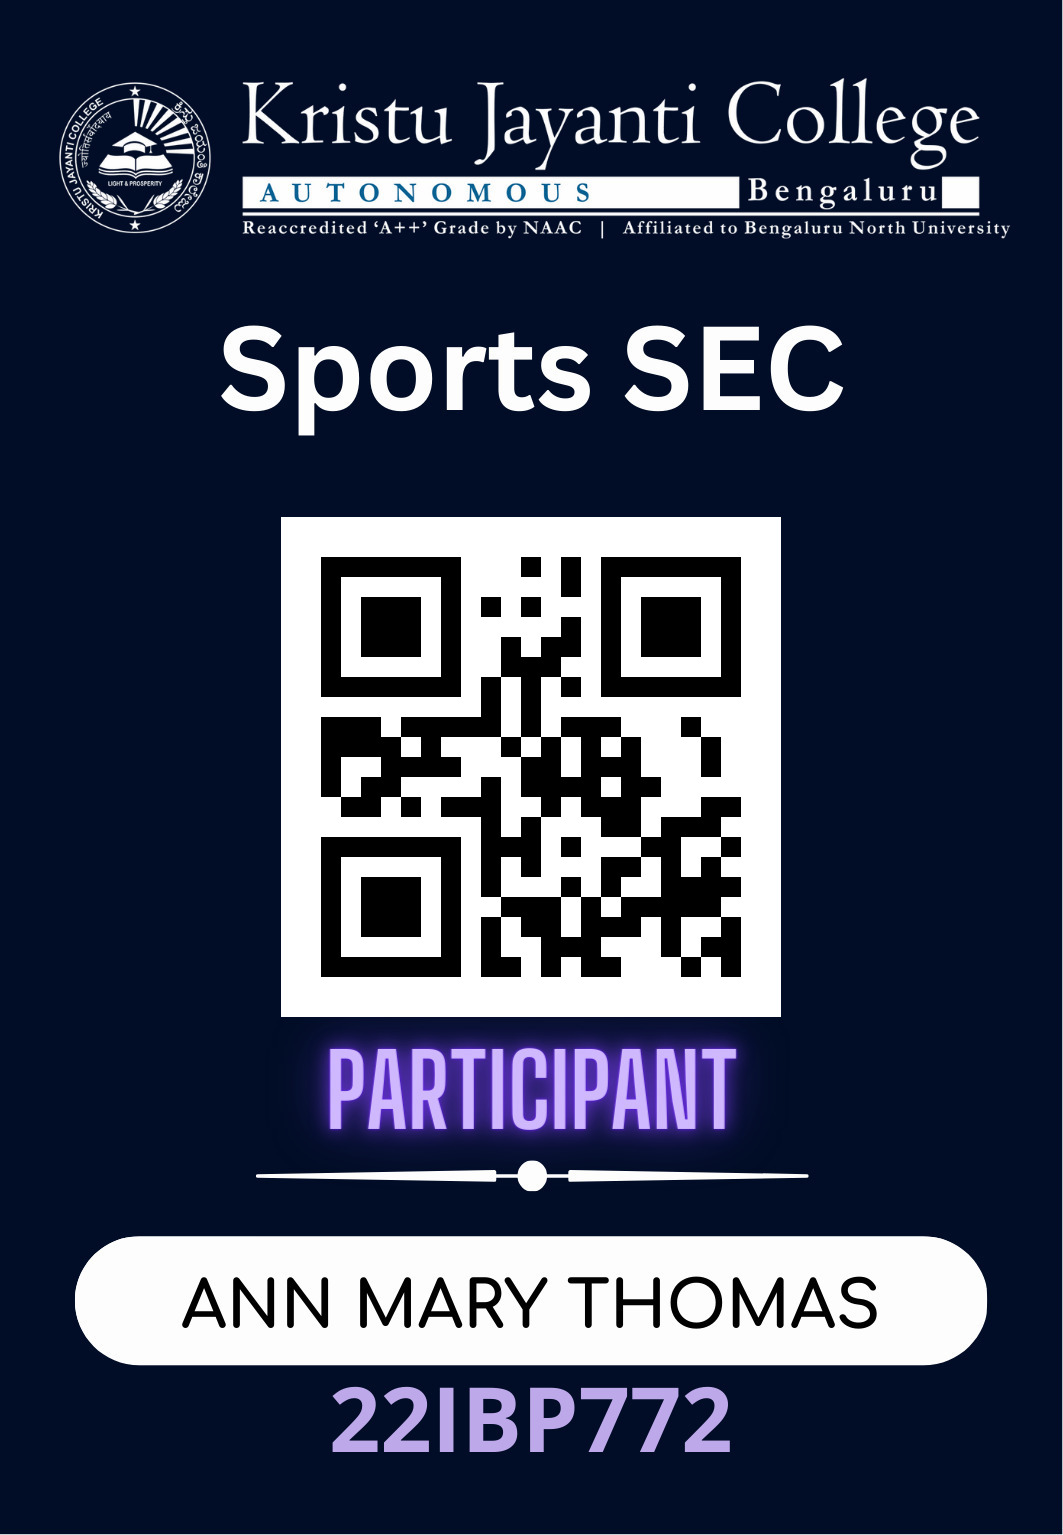 Kristu Jayanti College
AUTONOMOUS Bengaluru
Reaccredited ‘A++’ Grade by NAAC | Affiliated to Bengaluru North University
KRISTU JAYANTI COLLEGE
LIGHT & PROSPERITY
Sports SEC
PARTICIPANT
ANN MARY THOMAS
22IBP772